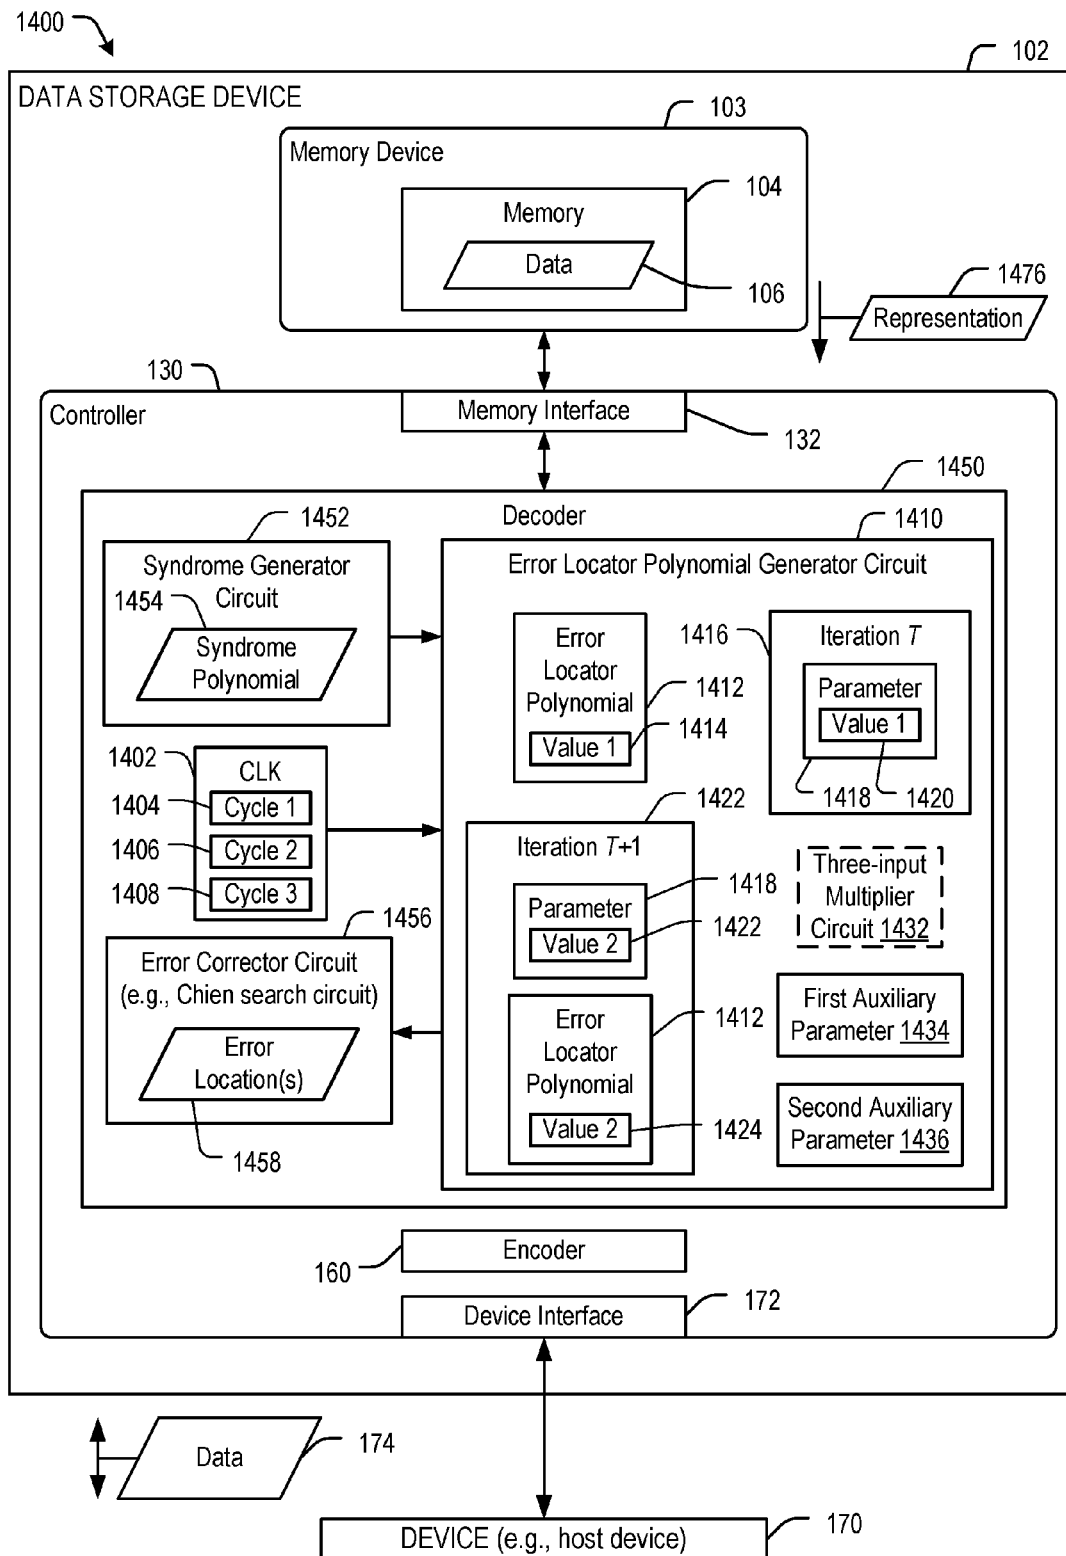 1400
102
DATA STORAGE DEVICE
103
Memory Device
104
Memory
Data
106
1476
Representation
130
Controller
Memory Interface
132
1450
Decoder
1452
Syndrome Generator
Circuit
1454
Syndrome
Polynomial
1410
Error Locator Polynomial Generator Circuit
Error
Locator
Polynomial
1412
Value 1
1414
1416
Iteration T
Parameter
Value 1
1418
1420
1402
CLK
1404
Cycle 1
1406
Cycle 2
1408
Cycle 3
1422
Iteration T+1
Parameter
1418
Value 2
1422
Error
Locator
Polynomial
1412
Value 2
1424
Three-input
Multiplier
Circuit 1432
First Auxiliary
Parameter 1434
Second Auxiliary
Parameter 1436
1456
Error Corrector Circuit
(e.g., Chien search circuit)
Error
Location(s)
1458
Encoder
160
172
Device Interface
Data
174
DEVICE (e.g., host device)
170